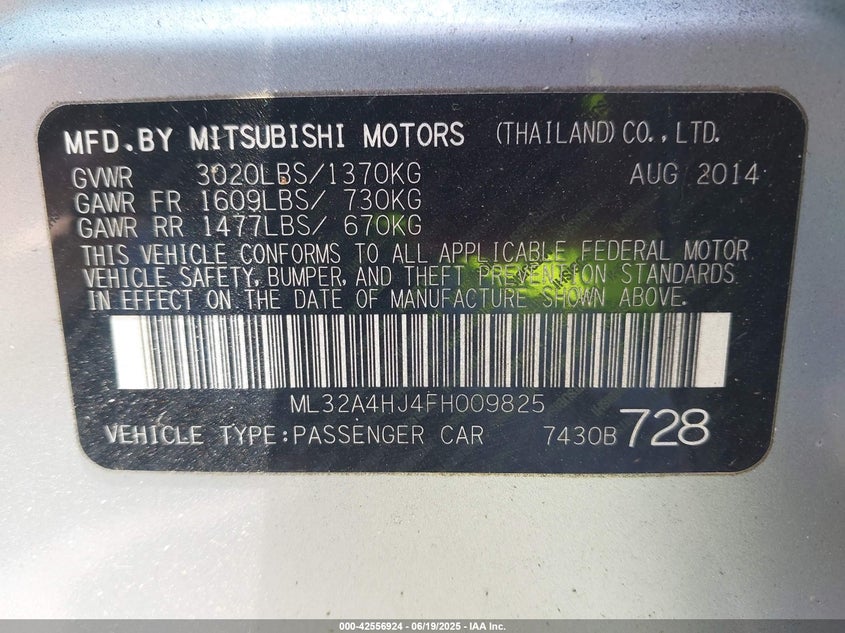 MFD.BY MITSUBISHI MOTORS (THAILAND) CO.,LTD.
GVWR 3020LBS/1370KG AUG 2014
GAWR FR 1609LBS/ 730KG
GAWR RR 1477LBS/ 670KG
THIS VEHICLE CONFORMS TO ALL APPLICABLE FEDERAL MOTOR
VEHICLE SAFETY, BUMPER, AND THEFT PREVENTION STANDARDS
IN EFFECT ON THE DATE OF MANUFACTURE SHOWN ABOVE.
ML32A4HJ4FH009825
VEHICLE TYPE:PASSENGER CAR 7430B 728
000-42556924 | 06/19/2025 - IAA Inc.